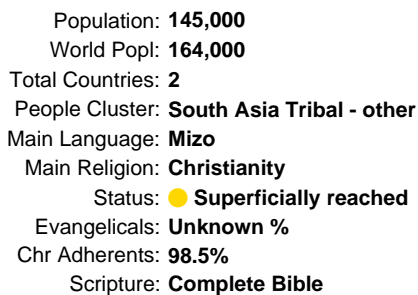 Population: 145,000
World Popl: 164,000
Total Countries: 2
People Cluster: South Asia Tribal - other
Main Language: Mizo
Main Religion: Christianity
Status: Superficially reached
Evangelicals: Unknown %
Chr Adherents: 98.5%
Scripture: Complete Bible